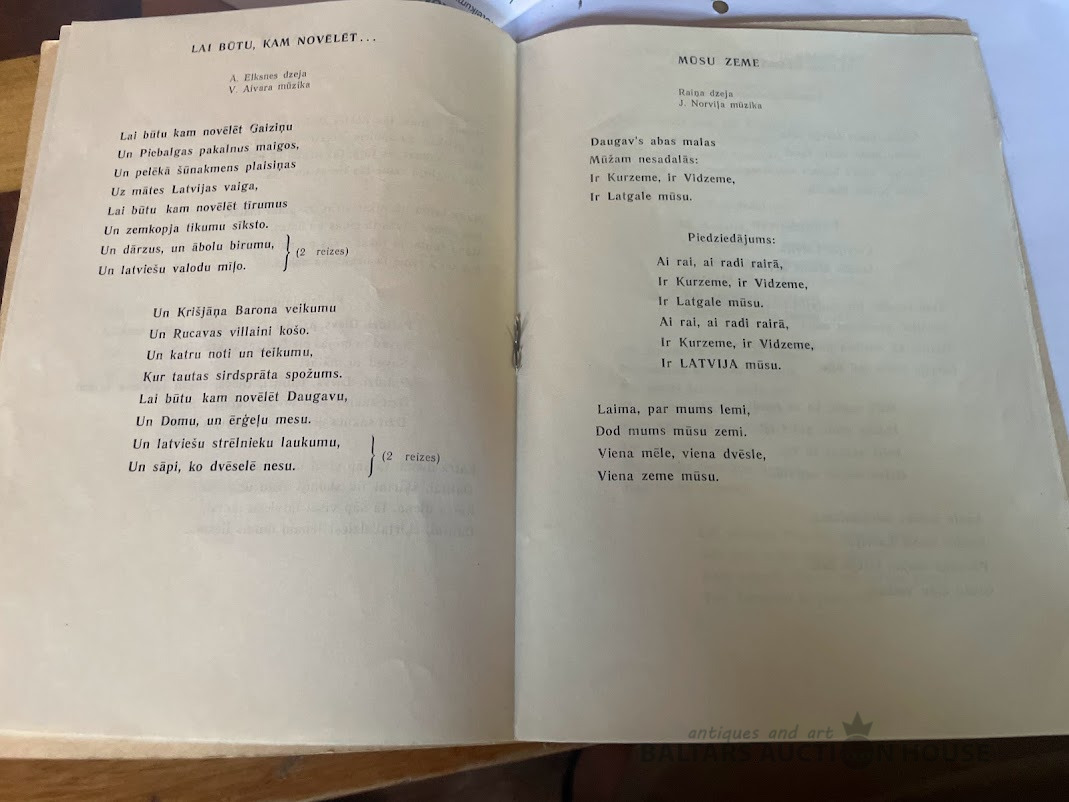 LAI BŪTU, KAM NOVĒLĒT...
A. Elksnes dzeja
V. Aivara mūzika
Lai būtu kam novēlēt Gaiziņu
Un Piebalgas pakalnus maigos,
Un pelēkā šūnakmens plaisiņas
Uz mātes Latvijas vaiga,
Lai būtu kam novēlēt tīrumus
Un zemkopja tikumu sīksto.
Un dārzus, un ābolu birumu,
Un latviešu valodu mīļo.
(2 reizes)
Un Krišjāņa Barona veikumu
Un Rucavas villaini košo.
Un katru noti un teikumu,
Kur tautas sirdsprāta spožums.
Lai būtu kam novēlēt Daugavu,
Un Domu, un ērģeļu mesu.
Un latviešu strēlnieku laukumu,
Un sāpi, ko dvēselē nesu.
(2 reizes)
MŪSU ZEME
Raiņa dzeja
J. Norviļa mūzika
Daugav's abas malas
Mūžam nesadalās:
Ir Kurzeme, ir Vidzeme,
Ir Latgale mūsu.
Piedziedājums:
Ai rai, ai radi rairā,
Ir Kurzeme, ir Vidzeme,
Ir Latgale mūsu.
Ai rai, ai radi rairā,
Ir Kurzeme, ir Vidzeme,
Ir LATVIJA mūsu.
Laima, par mums lemi,
Dod mums mūsu zemi.
Viena mēle, viena dvēsle,
Viena zeme mūsu.
antiques and art
BALTARS AUCTION HOUSE